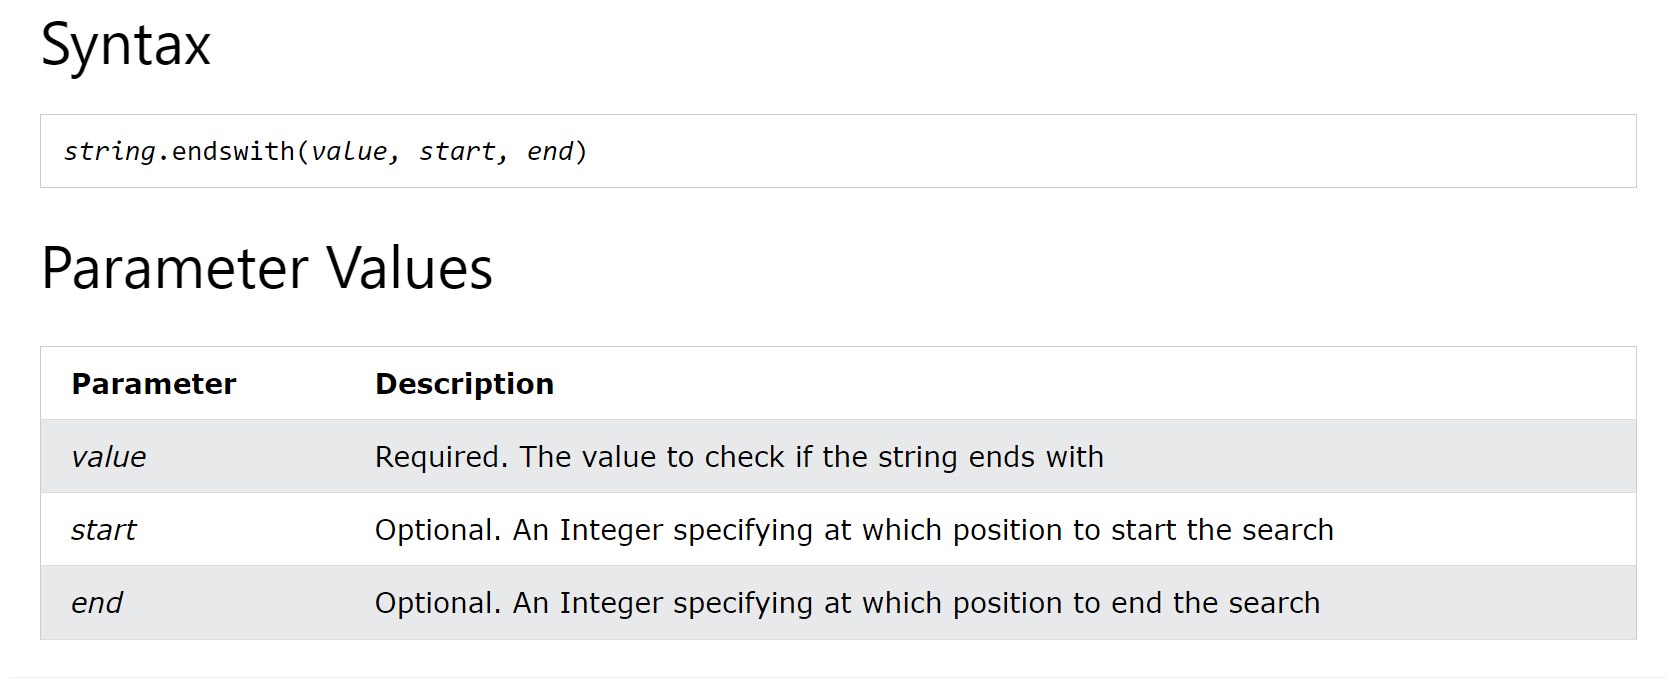 Syntax
string.endswith(value, start, end)
Parameter Values
Parameter Description
value Required. The value to check if the string ends with
start Optional. An Integer specifying at which position to start the search
end Optional. An Integer specifying at which position to end the search